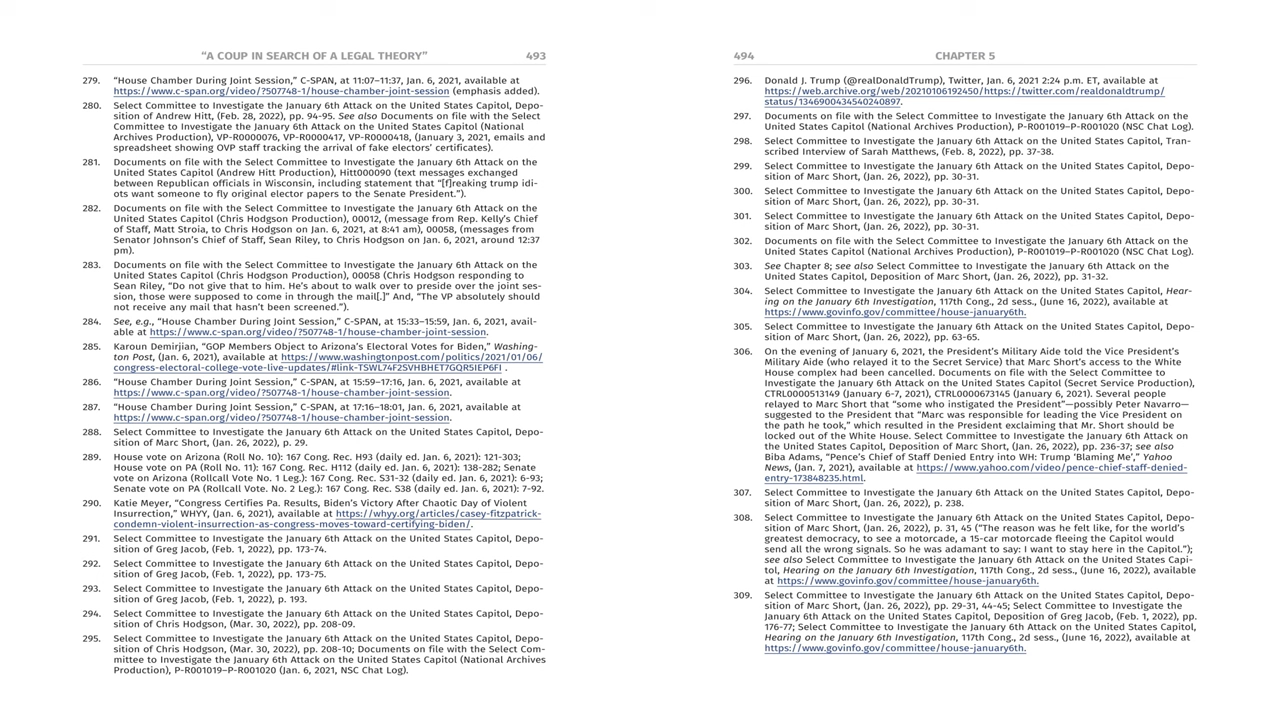 “A COUP IN SEARCH OF A LEGAL THEORY” 493
279. “House Chamber During Joint Session,” C-SPAN, at 11:07–11:37, Jan. 6, 2021, available at
https://www.c-span.org/video/?507748-1/house-chamber-joint-session (emphasis added).
280. Select Committee to Investigate the January 6th Attack on the United States Capitol, Depo-
sition of Andrew Hitt, (Feb. 28, 2022), pp. 94-95. See also Documents on file with the Select
Committee to Investigate the January 6th Attack on the United States Capitol (National
Archives Production), VP-R0000076, VP-R0000417, VP-R0000418, (January 3, 2021, emails and
spreadsheet showing OVP staff tracking the arrival of fake electors’ certificates).
281. Documents on file with the Select Committee to Investigate the January 6th Attack on the
United States Capitol (Andrew Hitt Production), Hitt000090 (text messages exchanged
between Republican officials in Wisconsin, including statement that “[f]reaking trump idi-
ots want someone to fly original elector papers to the Senate President.”).
282. Documents on file with the Select Committee to Investigate the January 6th Attack on the
United States Capitol (Chris Hodgson Production), 00012, (message from Rep. Kelly’s Chief
of Staff, Matt Stroia, to Chris Hodgson on Jan. 6, 2021, at 8:41 am), 00058, (messages from
Senator Johnson’s Chief of Staff, Sean Riley, to Chris Hodgson on Jan. 6, 2021, around 12:37
pm).
283. Documents on file with the Select Committee to Investigate the January 6th Attack on the
United States Capitol (Chris Hodgson Production), 00058 (Chris Hodgson responding to
Sean Riley, “Do not give that to him. He’s about to walk over to preside over the joint ses-
sion, those were supposed to come in through the mail[.]” And, “The VP absolutely should
not receive any mail that hasn’t been screened.”).
284. See, e.g., “House Chamber During Joint Session,” C-SPAN, at 15:33–15:59, Jan. 6, 2021, avail-
able at https://www.c-span.org/video/?507748-1/house-chamber-joint-session.
285. Karoun Demirjian, “GOP Members Object to Arizona’s Electoral Votes for Biden,” Washing-
ton Post, (Jan. 6, 2021), available at https://www.washingtonpost.com/politics/2021/01/06/
congress-electoral-college-vote-live-updates/#link-TSWL74F2SVHBHET7GQR5IEP6FI .
286. “House Chamber During Joint Session,” C-SPAN, at 15:59–17:16, Jan. 6, 2021, available at
https://www.c-span.org/video/?507748-1/house-chamber-joint-session.
287. “House Chamber During Joint Session,” C-SPAN, at 17:16–18:01, Jan. 6, 2021, available at
https://www.c-span.org/video/?507748-1/house-chamber-joint-session.
288. Select Committee to Investigate the January 6th Attack on the United States Capitol, Depo-
sition of Marc Short, (Jan. 26, 2022), p. 29.
289. House vote on Arizona (Roll No. 10): 167 Cong. Rec. H93 (daily ed. Jan. 6, 2021): 121-303;
House vote on PA (Roll No. 11): 167 Cong. Rec. H112 (daily ed. Jan. 6, 2021): 138-282; Senate
vote on Arizona (Rollcall Vote No. 1 Leg.): 167 Cong. Rec. S31-32 (daily ed. Jan. 6, 2021): 6-93;
Senate vote on PA (Rollcall Vote. No. 2 Leg.): 167 Cong. Rec. S38 (daily ed. Jan. 6, 2021): 7-92.
290. Katie Meyer, “Congress Certifies Pa. Results, Biden’s Victory After Chaotic Day of Violent
Insurrection,” WHYY, (Jan. 6, 2021), available at https://whyy.org/articles/casey-fitzpatrick-
condemn-violent-insurrection-as-congress-moves-toward-certifying-biden/.
291. Select Committee to Investigate the January 6th Attack on the United States Capitol, Depo-
sition of Greg Jacob, (Feb. 1, 2022), pp. 173-74.
292. Select Committee to Investigate the January 6th Attack on the United States Capitol, Depo-
sition of Greg Jacob, (Feb. 1, 2022), pp. 173-75.
293. Select Committee to Investigate the January 6th Attack on the United States Capitol, Depo-
sition of Greg Jacob, (Feb. 1, 2022), p. 193.
294. Select Committee to Investigate the January 6th Attack on the United States Capitol, Depo-
sition of Chris Hodgson, (Mar. 30, 2022), pp. 208-09.
295. Select Committee to Investigate the January 6th Attack on the United States Capitol, Depo-
sition of Chris Hodgson, (Mar. 30, 2022), pp. 208-10; Documents on file with the Select Com-
mittee to Investigate the January 6th Attack on the United States Capitol (National Archives
Production), P-R001019–P-R001020 (Jan. 6, 2021, NSC Chat Log).
494 CHAPTER 5
296. Donald J. Trump (@realDonaldTrump), Twitter, Jan. 6, 2021 2:24 p.m. ET, available at
https://web.archive.org/web/20210106192450/https://twitter.com/realdonaldtrump/
status/1346900434540240897.
297. Documents on file with the Select Committee to Investigate the January 6th Attack on the
United States Capitol (National Archives Production), P-R001019–P-R001020 (NSC Chat Log).
298. Select Committee to Investigate the January 6th Attack on the United States Capitol, Tran-
scribed Interview of Sarah Matthews, (Feb. 8, 2022), pp. 37-38.
299. Select Committee to Investigate the January 6th Attack on the United States Capitol, Depo-
sition of Marc Short, (Jan. 26, 2022), pp. 30-31.
300. Select Committee to Investigate the January 6th Attack on the United States Capitol, Depo-
sition of Marc Short, (Jan. 26, 2022), pp. 30-31.
301. Select Committee to Investigate the January 6th Attack on the United States Capitol, Depo-
sition of Marc Short, (Jan. 26, 2022), pp. 30-31.
302. Documents on file with the Select Committee to Investigate the January 6th Attack on the
United States Capitol (National Archives Production), P-R001019–P-R001020 (NSC Chat Log).
303. See Chapter 8; see also Select Committee to Investigate the January 6th Attack on the
United States Capitol, Deposition of Marc Short, (Jan. 26, 2022), pp. 31-32.
304. Select Committee to Investigate the January 6th Attack on the United States Capitol, Hear-
ing on the January 6th Investigation, 117th Cong., 2d sess., (June 16, 2022), available at
https://www.govinfo.gov/committee/house-january6th.
305. Select Committee to Investigate the January 6th Attack on the United States Capitol, Depo-
sition of Marc Short, (Jan. 26, 2022), pp. 63-65.
306. On the evening of January 6, 2021, the President’s Military Aide told the Vice President’s
Military Aide (who relayed it to the Secret Service) that Marc Short’s access to the White
House complex had been cancelled. Documents on file with the Select Committee to
Investigate the January 6th Attack on the United States Capitol (Secret Service Production),
CTRL0000513149 (January 6-7, 2021), CTRL0000673145 (January 6, 2021). Several people
relayed to Marc Short that “some who instigated the President”—possibly Peter Navarro—
suggested to the President that “Marc was responsible for leading the Vice President on
the path he took,” which resulted in the President exclaiming that Mr. Short should be
locked out of the White House. Select Committee to Investigate the January 6th Attack on
the United States Capitol, Deposition of Marc Short, (Jan. 26, 2022), pp. 236-37; see also
Biba Adams, “Pence’s Chief of Staff Denied Entry into WH: Trump ‘Blaming Me’,” Yahoo
News, (Jan. 7, 2021), available at https://www.yahoo.com/video/pence-chief-staff-denied-
entry-173848235.html.
307. Select Committee to Investigate the January 6th Attack on the United States Capitol, Depo-
sition of Marc Short, (Jan. 26, 2022), p. 238.
308. Select Committee to Investigate the January 6th Attack on the United States Capitol, Depo-
sition of Marc Short, (Jan. 26, 2022), p. 31, 45 (“The reason was he felt like, for the world’s
greatest democracy, to see a motorcade, a 15-car motorcade fleeing the Capitol would
send all the wrong signals. So he was adamant to say: I want to stay here in the Capitol.”);
see also Select Committee to Investigate the January 6th Attack on the United States Capi-
tol, Hearing on the January 6th Investigation, 117th Cong., 2d sess., (June 16, 2022), available
at https://www.govinfo.gov/committee/house-january6th.
309. Select Committee to Investigate the January 6th Attack on the United States Capitol, Depo-
sition of Marc Short, (Jan. 26, 2022), pp. 29-31, 44-45; Select Committee to Investigate the
January 6th Attack on the United States Capitol, Deposition of Greg Jacob, (Feb. 1, 2022), pp.
176-77; Select Committee to Investigate the January 6th Attack on the United States Capitol,
Hearing on the January 6th Investigation, 117th Cong., 2d sess., (June 16, 2022), available at
https://www.govinfo.gov/committee/house-january6th.